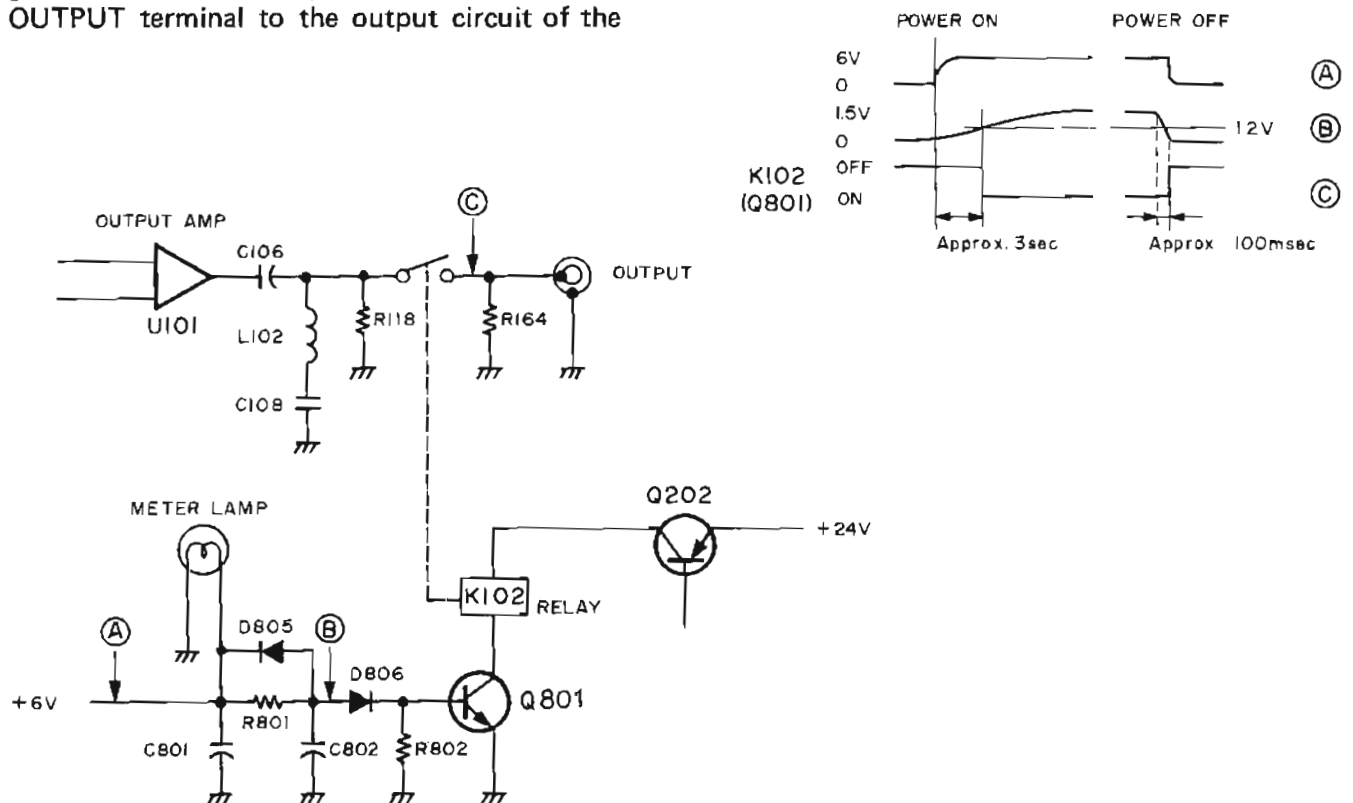 OUTPUT terminal to the output circuit of the
POWER ON POWER OFF
6V
0
A
1.5V
0
12V
B
K102
(Q801)
OFF
ON
C
Approx. 3sec
Approx 100msec
OUTPUT AMP
C106
C
OUTPUT
U101
L102
R118
R164
C108
METER LAMP
Q202
+24V
K102
RELAY
A
D805
B
D806
Q801
+6V
R801
C801
C802
R802